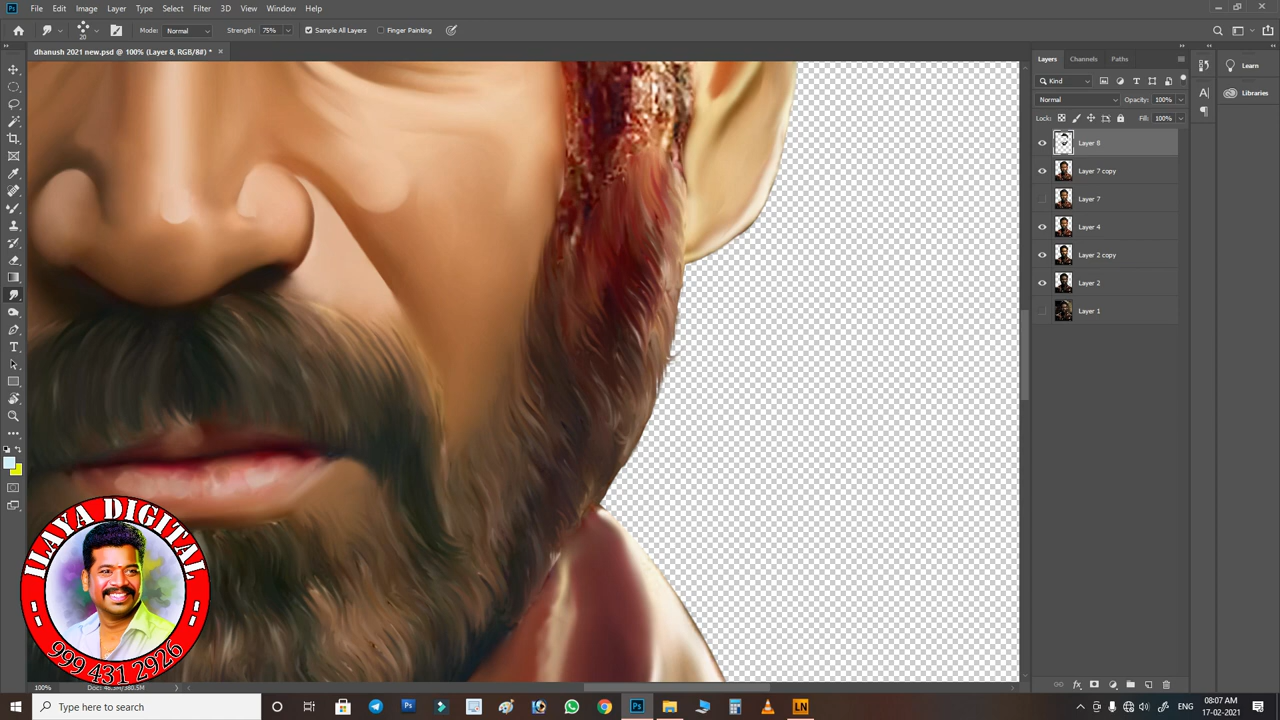 File Edit Image Layer Type Select Filter 3D View Window Help
20 Mode: Normal Strength: 75% Sample All Layers Finger Painting
dhanush 2021 new.psd @ 100% (Layer 8, RGB/8#) *
Layers Channels Paths
Kind
Normal Opacity: 100%
Lock: Fill: 100%
Layer 8
Layer 7 copy
Layer 7
Layer 4
Layer 2 copy
Layer 2
Layer 1
Learn
Libraries
ILAYA DIGITAL
999 431 2926
100%
Type here to search
ENG
08:07 AM
17-02-2021